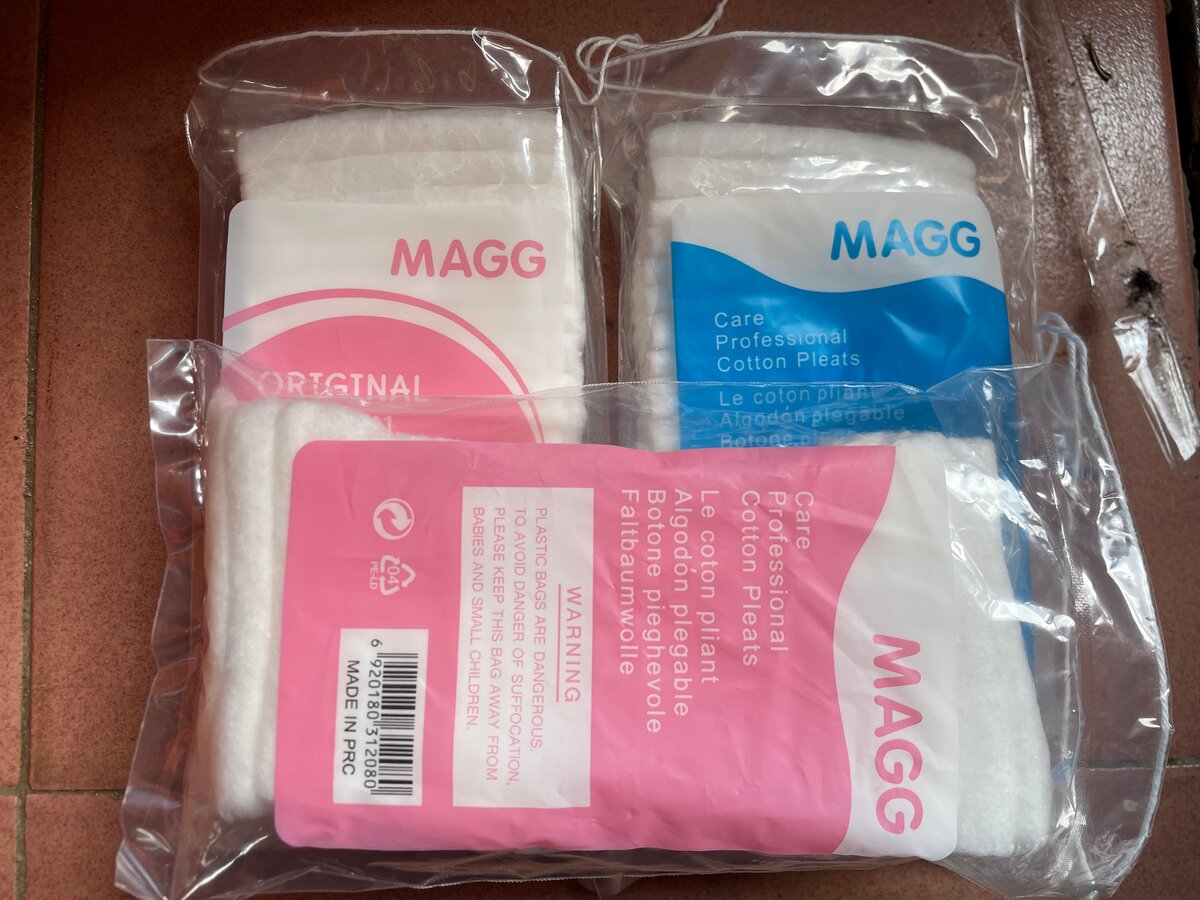 MAGG
ORIGINAL
MAGG
Care
Professional
Cotton Pleats
Le coton pliant
Algodón plegable
Botone
MAGG
Care
Professional
Cotton Pleats
Le coton pliant
Algodón plegable
Botone pieghevole
Faltbaumwolle
WARNING
PLASTIC BAGS ARE DANGEROUS.
TO AVOID DANGER OF SUFFOCATION,
PLEASE KEEP THIS BAG AWAY FROM
BABIES AND SMALL CHILDREN.
04
PE-LD
6 920180 312080
MADE IN PRC